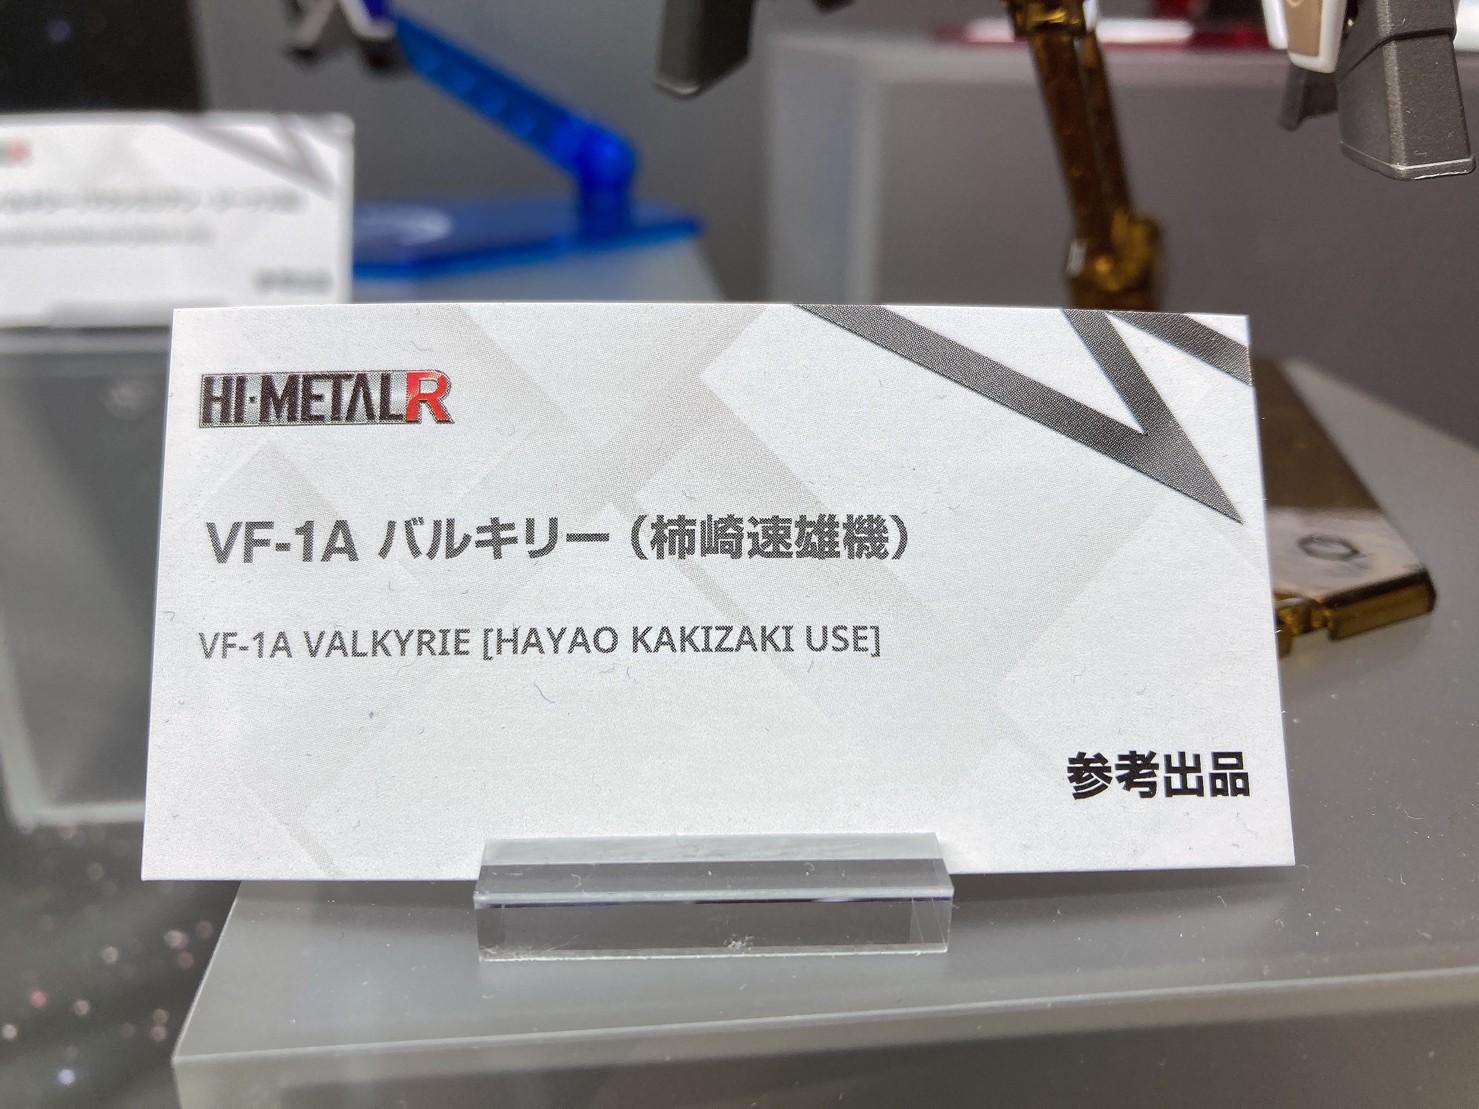 HI-METAL R
VF-1A バルキリー（柿崎速雄機）
VF-1A VALKYRIE [HAYAO KAKIZAKI USE]
参考出品